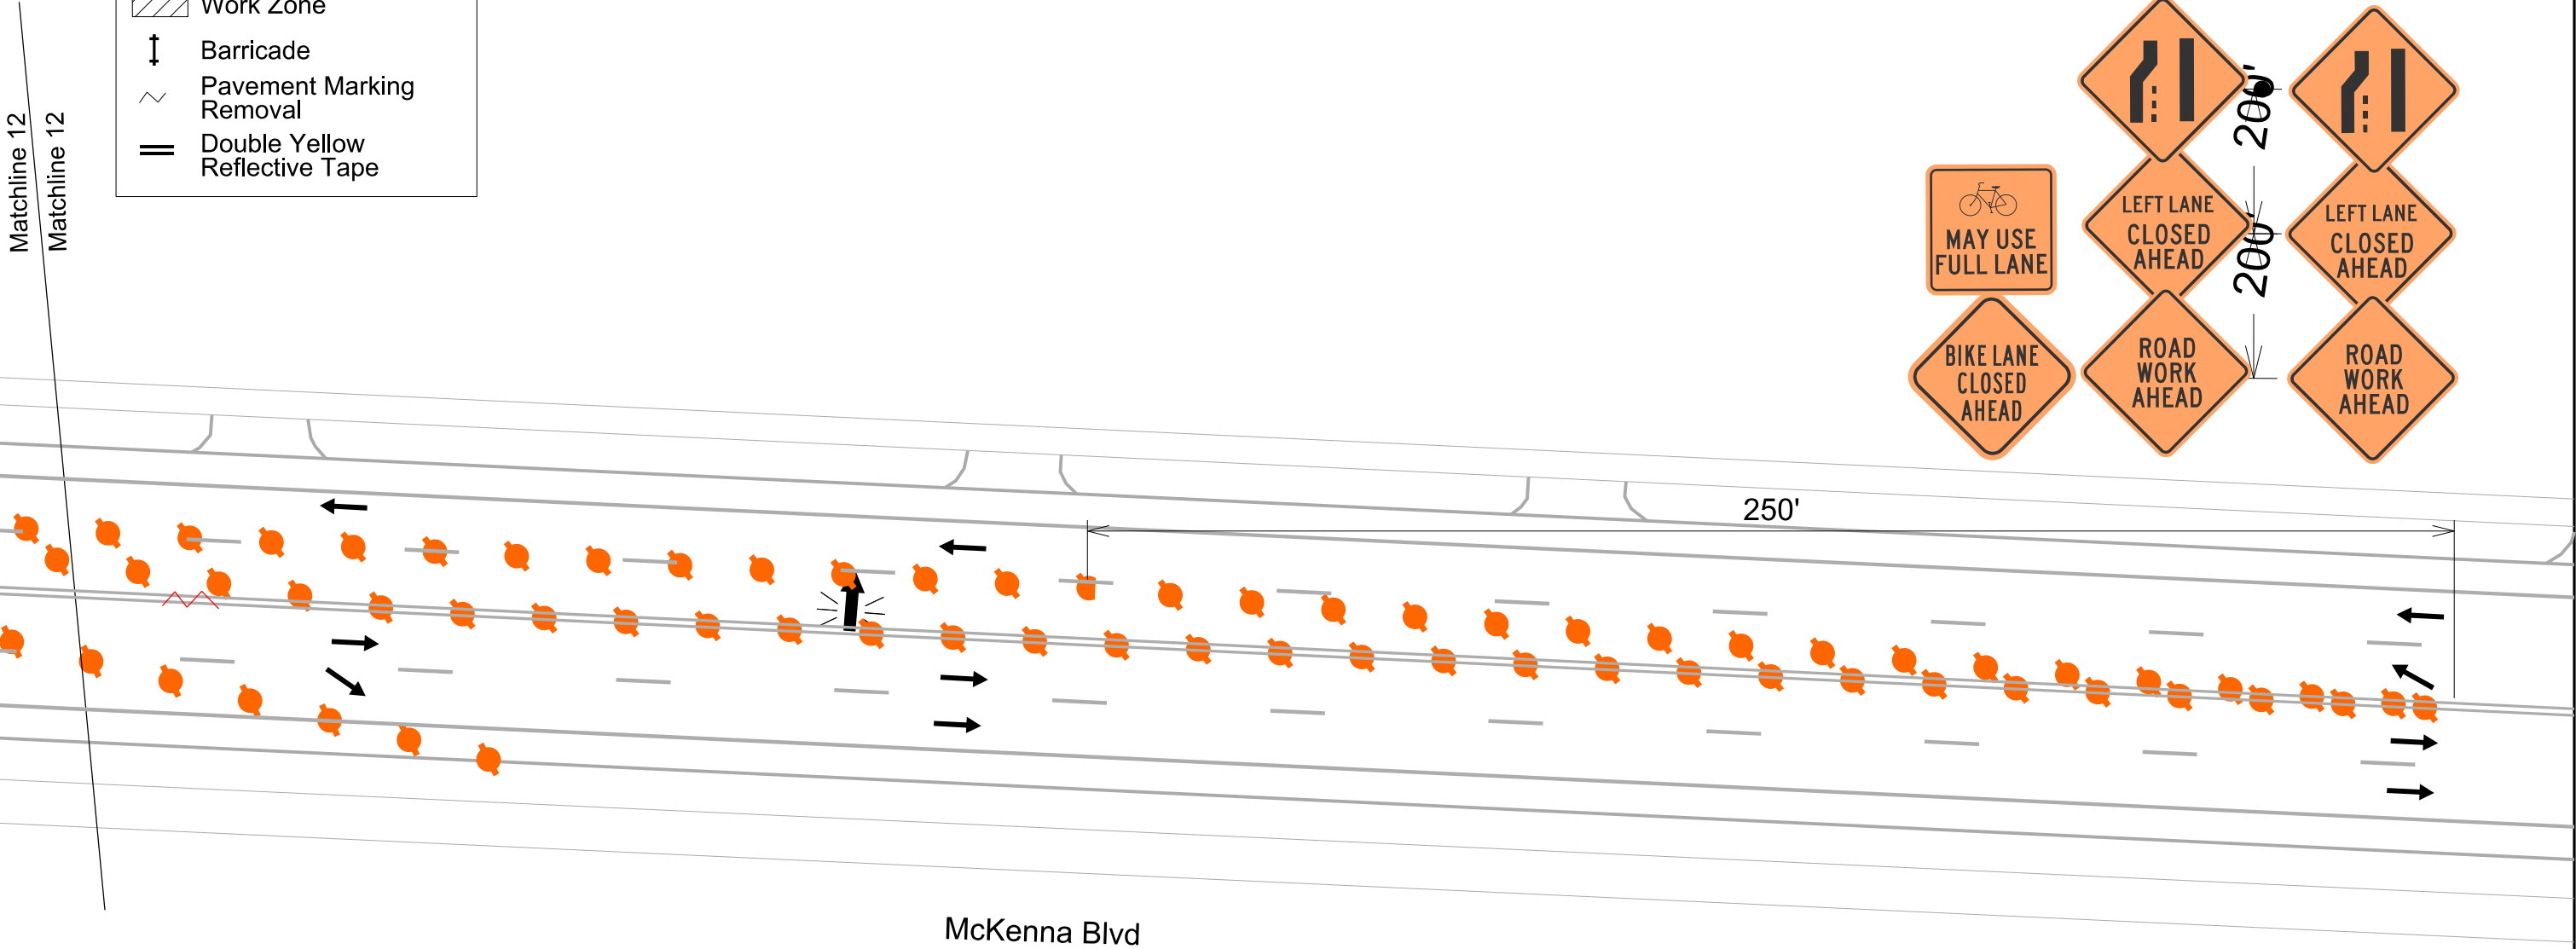 Work Zone
Barricade
Pavement Marking
Removal
Double Yellow
Reflective Tape
Matchline 12
Matchline 12
MAY USE
FULL LANE
BIKE LANE
CLOSED
AHEAD
LEFT LANE
CLOSED
AHEAD
ROAD
WORK
AHEAD
200'
200'
LEFT LANE
CLOSED
AHEAD
ROAD
WORK
AHEAD
250'
McKenna Blvd